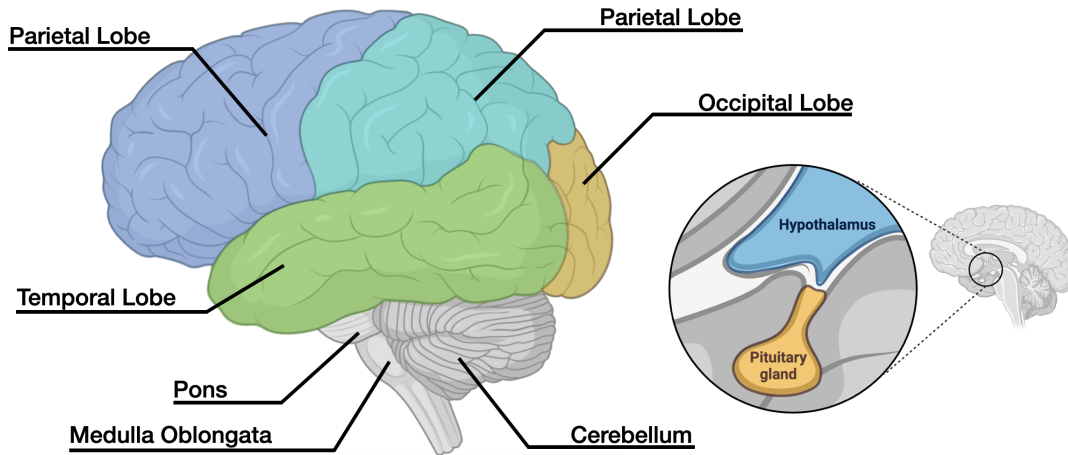 Parietal Lobe
Parietal Lobe
Occipital Lobe
Temporal Lobe
Pons
Medulla Oblongata
Cerebellum
Hypothalamus
Pituitary
gland